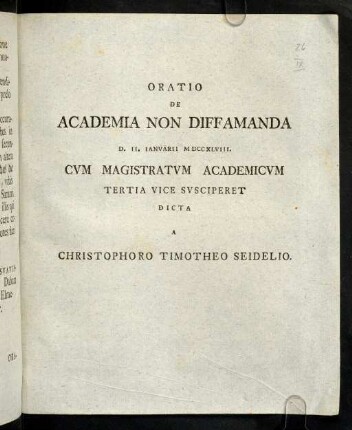 ORATIO
DE
ACADEMIA NON DIFFAMANDA
D. II. IANVARII MDCCXLVIII.
CVM MAGISTRATVM ACADEMICVM
TERTIA VICE SVSCIPERET
DICTA
A
CHRISTOPHORO TIMOTHEO SEIDELIO.